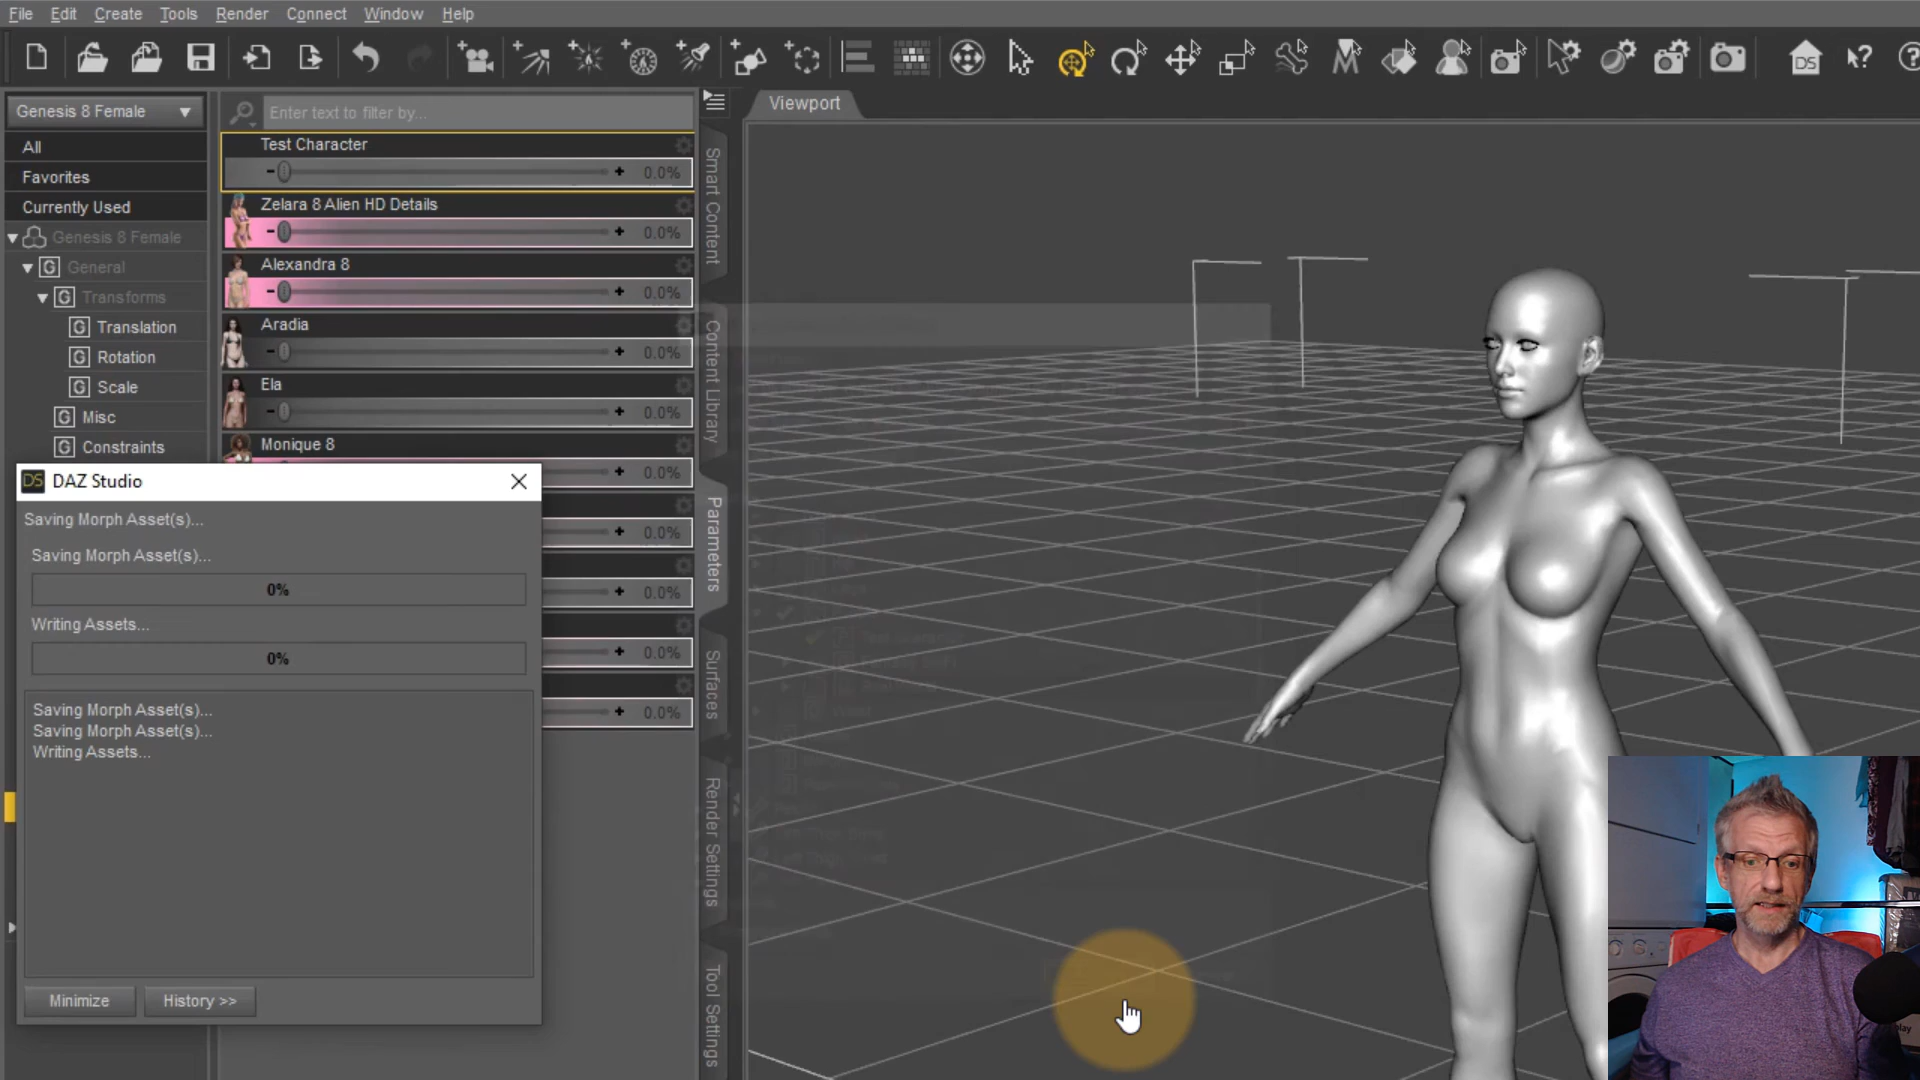 File Edit Create Tools Render Connect Window Help
DS
Genesis 8 Female
Enter text to filter by...
Viewport
All
Favorites
Currently Used
Genesis 8 Female
G General
G Transforms
G Translation
G Rotation
G Scale
G Misc
G Constraints
Test Character
0.0%
Zelara 8 Alien HD Details
0.0%
Alexandra 8
0.0%
Aradia
0.0%
Ela
0.0%
Monique 8
0.0%
0.0%
0.0%
0.0%
0.0%
Smart Content
Content Library
Parameters
Surfaces
Render Settings
Tool Settings
DS DAZ Studio
Saving Morph Asset(s)...
Saving Morph Asset(s)...
0%
Writing Assets...
0%
Saving Morph Asset(s)...
Saving Morph Asset(s)...
Writing Assets...
Minimize
History >>